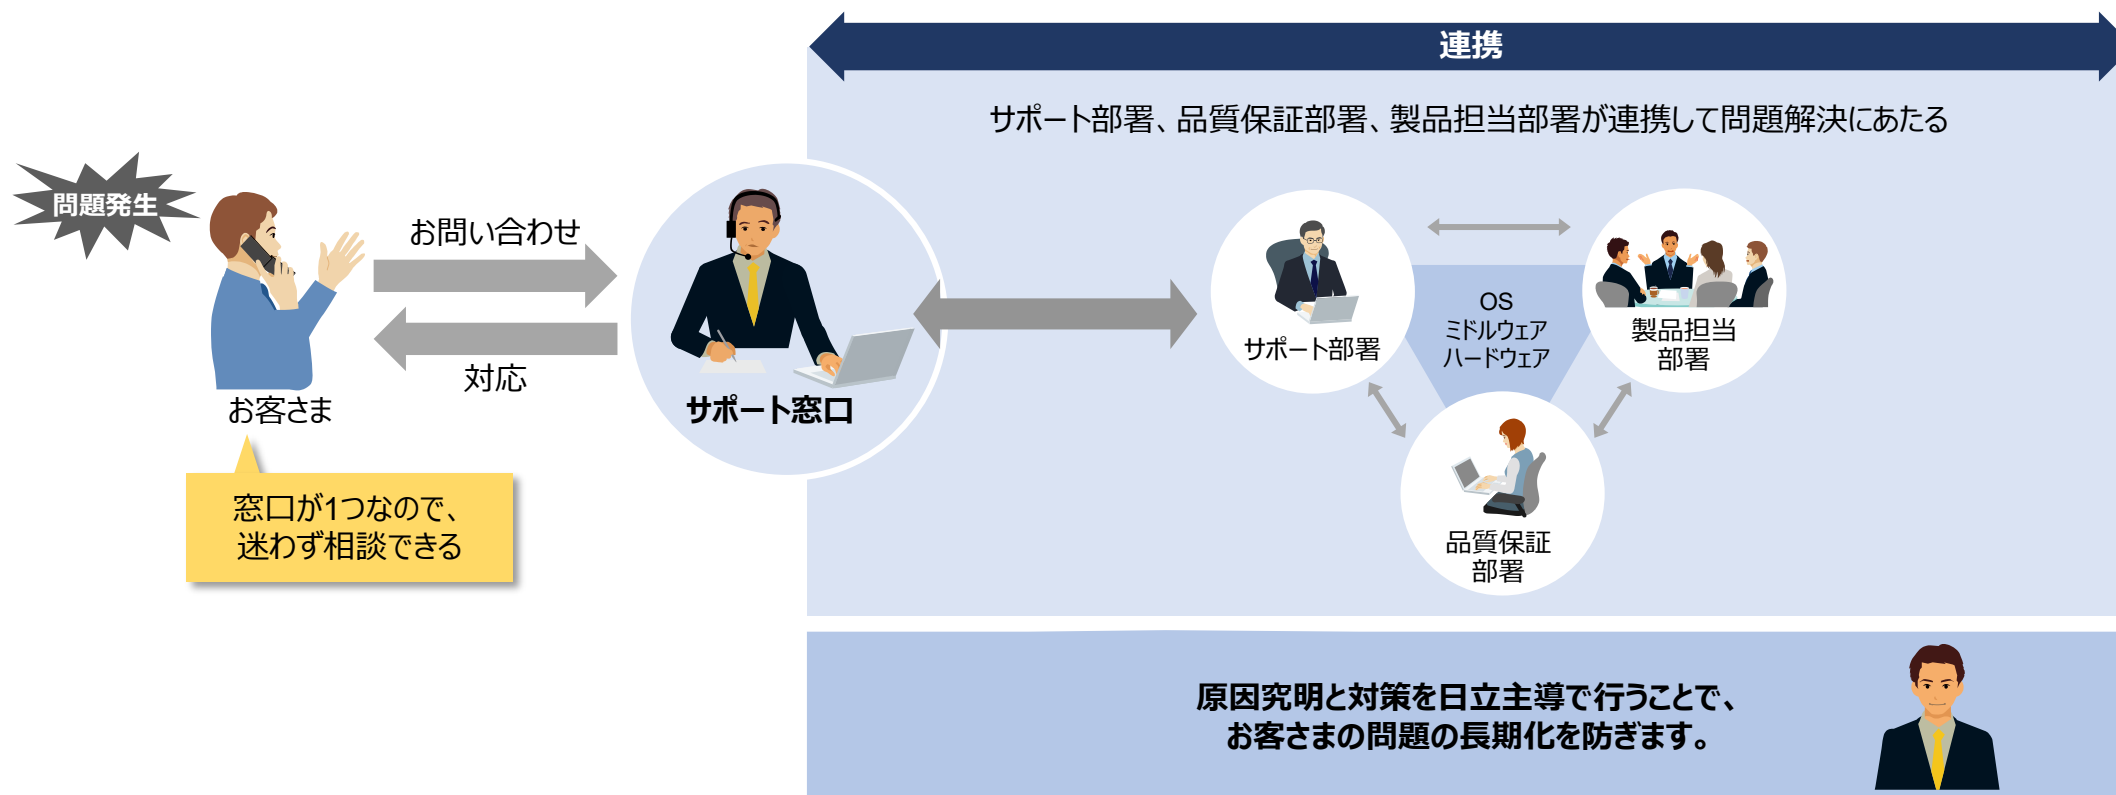 連携
サポート部署、品質保証部署、製品担当部署が連携して問題解決にあたる
問題発生
お問い合わせ
対応
お客さま
窓口が1つなので、
迷わず相談できる
サポート窓口
サポート部署
OS
ミドルウェア
ハードウェア
製品担当
部署
品質保証
部署
原因究明と対策を日立主導で行うことで、
お客さまの問題の長期化を防ぎます。